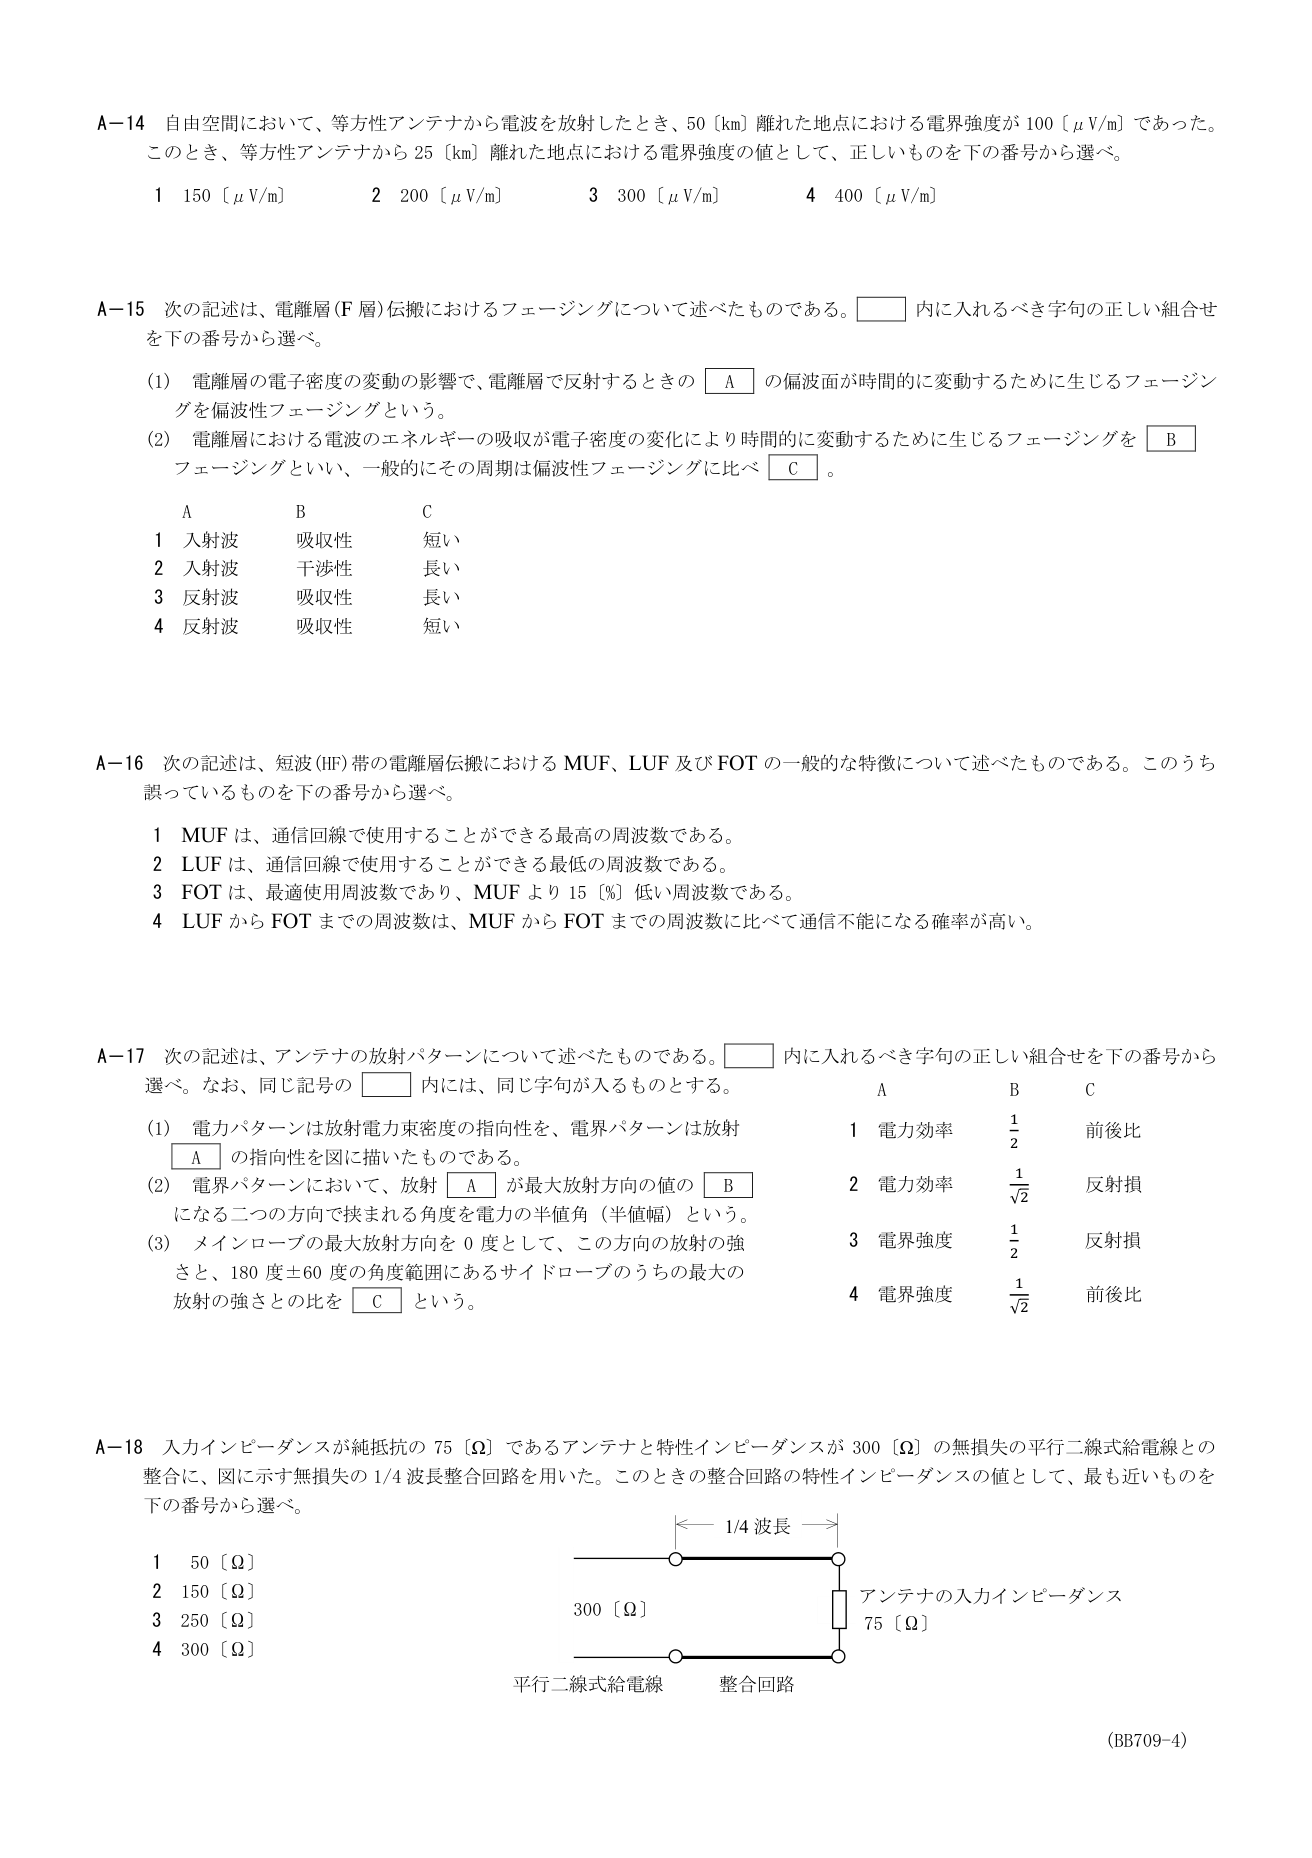 A－14　自由空間において、等方性アンテナから電波を放射したとき、50〔km〕離れた地点における電界強度が 100〔μV/m〕であった。
このとき、等方性アンテナから 25〔km〕離れた地点における電界強度の値として、正しいものを下の番号から選べ。
1　150〔μV/m〕　2　200〔μV/m〕　3　300〔μV/m〕　4　400〔μV/m〕
A－15　次の記述は、電離層(F 層)伝搬におけるフェージングについて述べたものである。□ 内に入れるべき字句の正しい組合せ
を下の番号から選べ。
(1)　電離層の電子密度の変動の影響で、電離層で反射するときの A の偏波面が時間的に変動するために生じるフェージン
グを偏波性フェージングという。
(2)　電離層における電波のエネルギーの吸収が電子密度の変化により時間的に変動するために生じるフェージングを B
フェージングといい、一般的にその周期は偏波性フェージングに比べ C 。
A　B　C
1　入射波　吸収性　短い
2　入射波　干渉性　長い
3　反射波　吸収性　長い
4　反射波　吸収性　短い
A－16　次の記述は、短波(HF)帯の電離層伝搬における MUF、LUF 及び FOT の一般的な特徴について述べたものである。このうち
誤っているものを下の番号から選べ。
1　MUF は、通信回線で使用することができる最高の周波数である。
2　LUF は、通信回線で使用することができる最低の周波数である。
3　FOT は、最適使用周波数であり、MUF より 15〔%〕低い周波数である。
4　LUF から FOT までの周波数は、MUF から FOT までの周波数に比べて通信不能になる確率が高い。
A－17　次の記述は、アンテナの放射パターンについて述べたものである。□ 内に入れるべき字句の正しい組合せを下の番号から
選べ。なお、同じ記号の □ 内には、同じ字句が入るものとする。
(1)　電力パターンは放射電力束密度の指向性を、電界パターンは放射
A の指向性を図に描いたものである。
(2)　電界パターンにおいて、放射 A が最大放射方向の値の B
になる二つの方向で挟まれる角度を電力の半値角（半値幅）という。
(3)　メインローブの最大放射方向を 0 度として、この方向の放射の強
さと、180 度±60 度の角度範囲にあるサイドローブのうちの最大の
放射の強さとの比を C という。
A　B　C
1　電力効率　1/2　前後比
2　電力効率　1/√2　反射損
3　電界強度　1/2　反射損
4　電界強度　1/√2　前後比
A－18　入力インピーダンスが純抵抗の 75〔Ω〕であるアンテナと特性インピーダンスが 300〔Ω〕の無損失の平行二線式給電線との
整合に、図に示す無損失の 1/4 波長整合回路を用いた。このときの整合回路の特性インピーダンスの値として、最も近いものを
下の番号から選べ。
1　50〔Ω〕
2　150〔Ω〕
3　250〔Ω〕
4　300〔Ω〕
1/4 波長
300〔Ω〕
アンテナの入力インピーダンス
75〔Ω〕
平行二線式給電線　整合回路
(BB709-4)